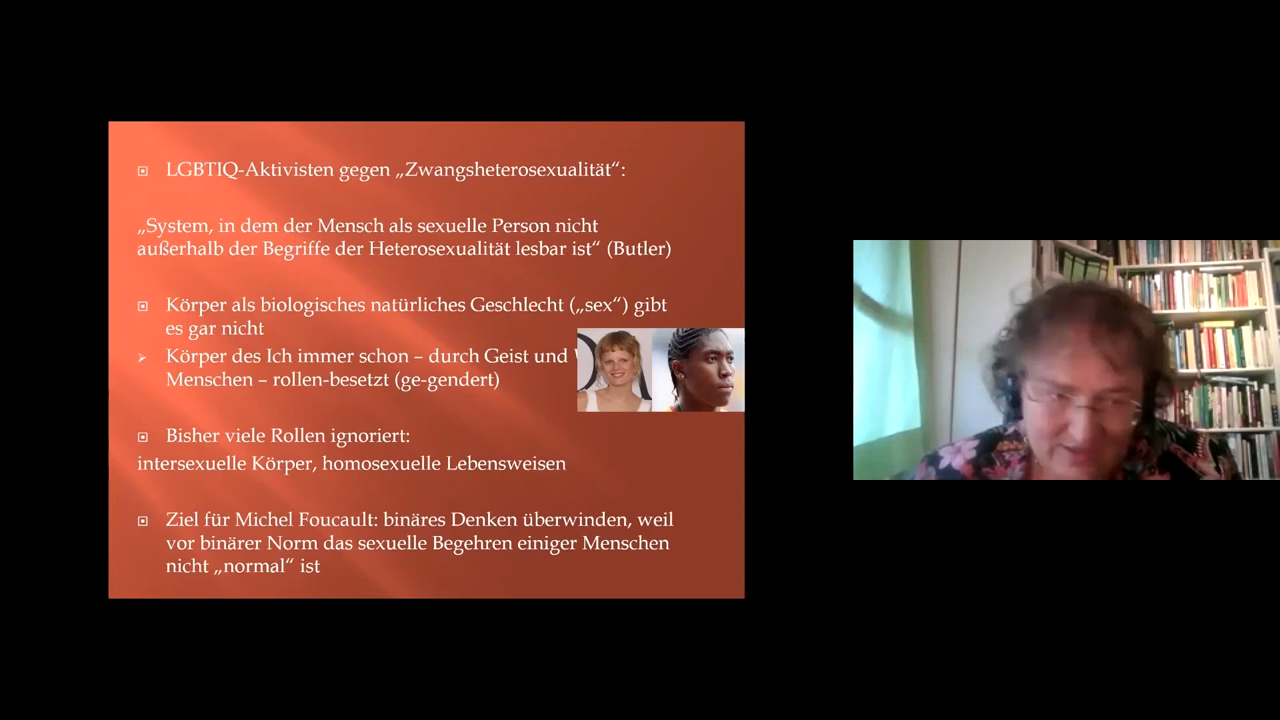 LGBTIQ-Aktivisten gegen „Zwangsheterosexualität“:
„System, in dem der Mensch als sexuelle Person nicht
außerhalb der Begriffe der Heterosexualität lesbar ist“ (Butler)
Körper als biologisches natürliches Geschlecht („sex“) gibt
es gar nicht
Körper des Ich immer schon – durch Geist und
Menschen – rollen-besetzt (ge-gendert)
Bisher viele Rollen ignoriert:
intersexuelle Körper, homosexuelle Lebensweisen
Ziel für Michel Foucault: binäres Denken überwinden, weil
vor binärer Norm das sexuelle Begehren einiger Menschen
nicht „normal“ ist